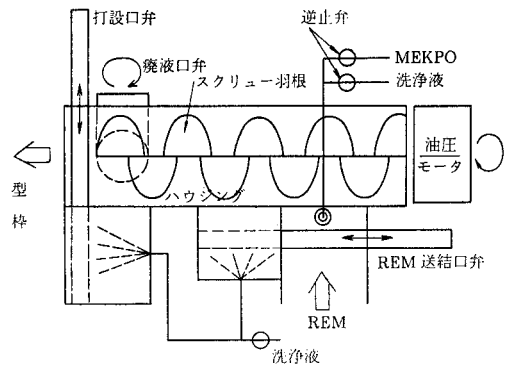 打設口弁
逆止弁
廃液口弁
スクリュー羽根
MEKPO
洗浄液
油圧
モータ
型
枠
ハウジング
REM 送結口弁
REM
洗浄液